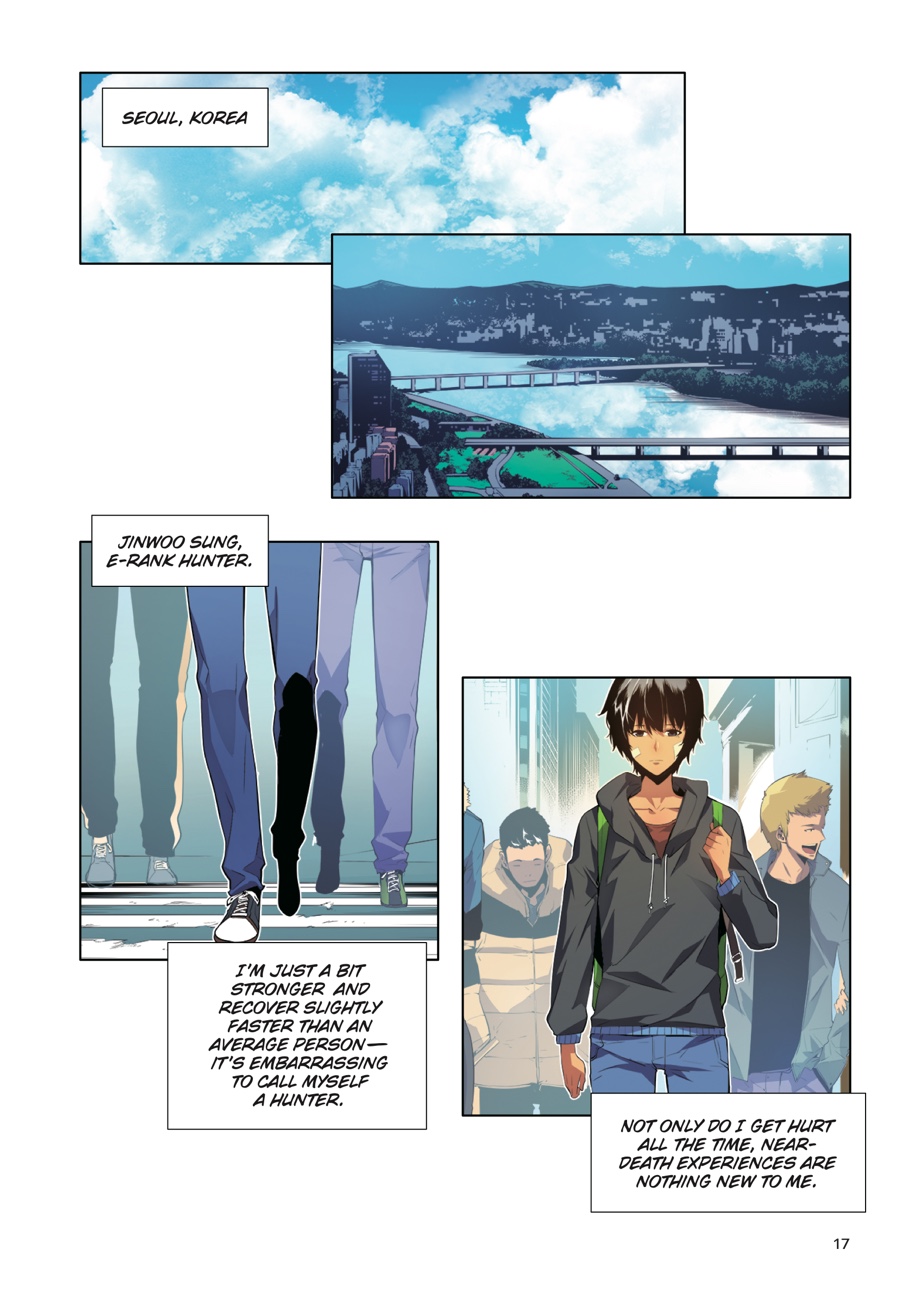 SEOUL, KOREA
JINWOO SUNG,
E-RANK HUNTER.
I'M JUST A BIT
STRONGER AND
RECOVER SLIGHTLY
FASTER THAN AN
AVERAGE PERSON—
IT'S EMBARRASSING
TO CALL MYSELF
A HUNTER.
NOT ONLY DO I GET HURT
ALL THE TIME, NEAR-
DEATH EXPERIENCES ARE
NOTHING NEW TO ME.
17